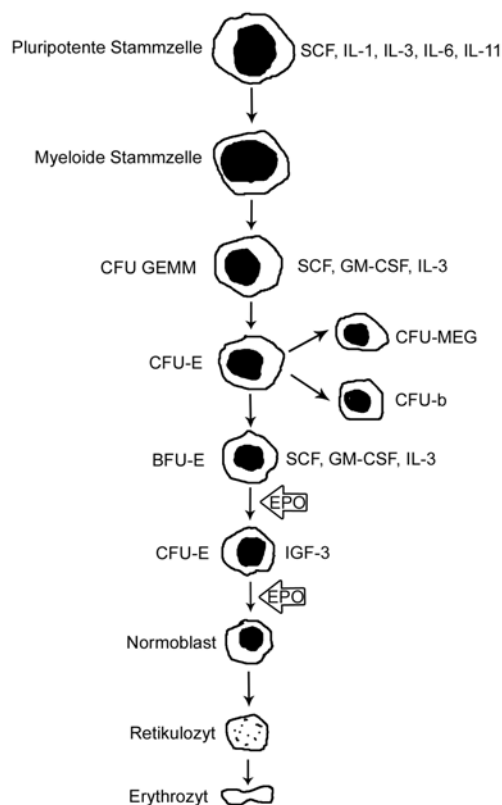 Pluripotente Stammzelle SCF, IL-1, IL-3, IL-6, IL-11
Myeloide Stammzelle
CFU GEMM SCF, GM-CSF, IL-3
CFU-MEG
CFU-E
CFU-b
BFU-E SCF, GM-CSF, IL-3
EPO
CFU-E IGF-3
EPO
Normoblast
Retikulozyt
Erythrozyt